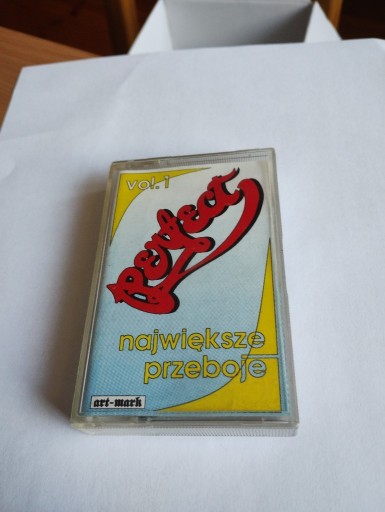 vol. 1
Perfect
największe
przeboje
art-mark